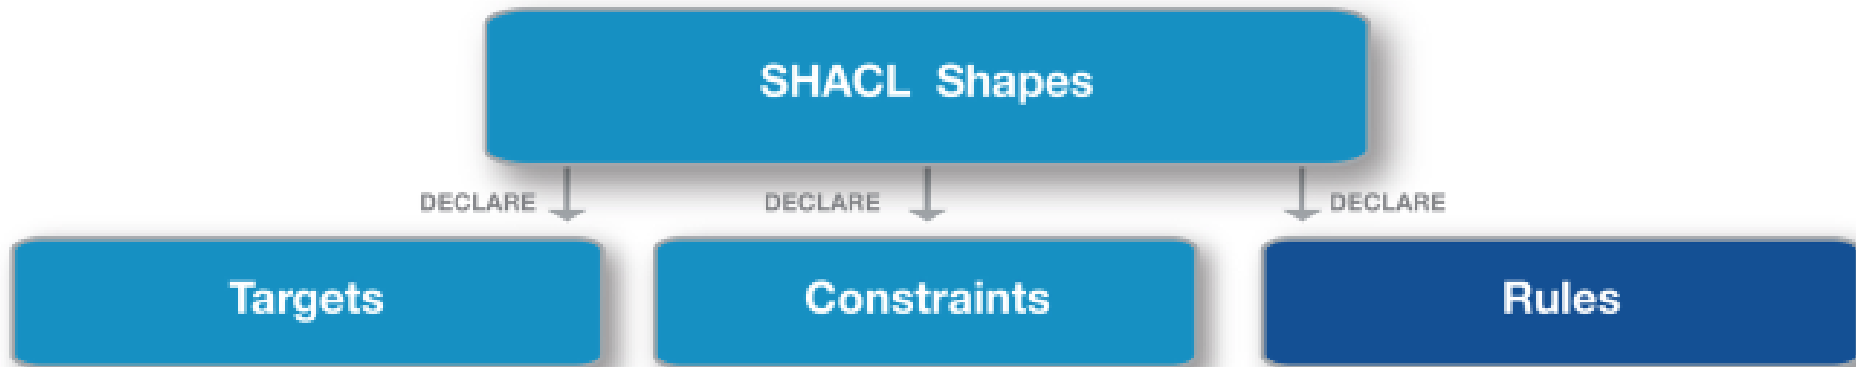 SHACL Shapes
DECLARE DECLARE DECLARE
Targets Constraints Rules